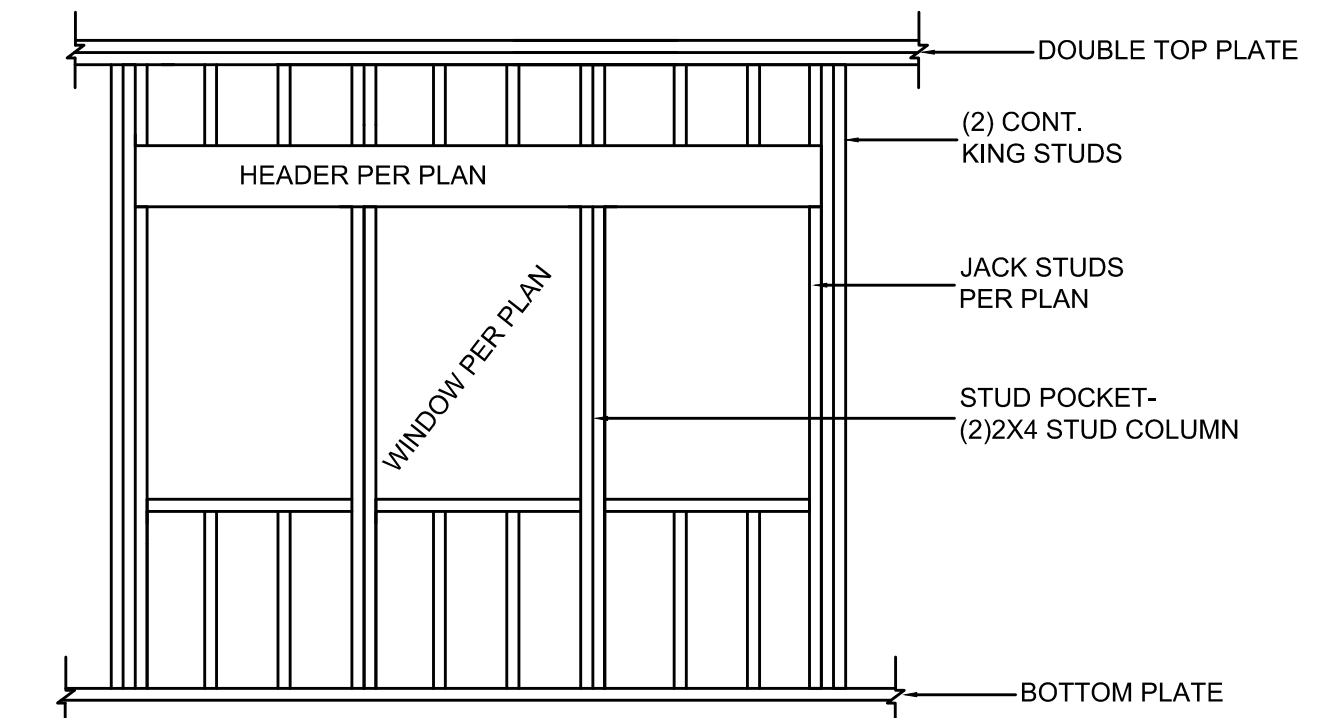 DOUBLE TOP PLATE
(2) CONT.
KING STUDS
HEADER PER PLAN
JACK STUDS
PER PLAN
WINDOW PER PLAN
STUD POCKET-
(2)2X4 STUD COLUMN
BOTTOM PLATE